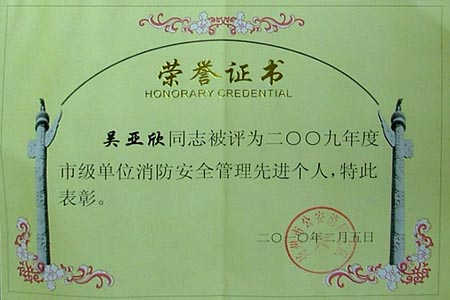 荣誉证书
HONORARY CREDENTIAL
吴亚欣同志被评为二〇〇九年度
市级单位消防安全管理先进个人，特此
表彰。
二〇一〇年二月五日